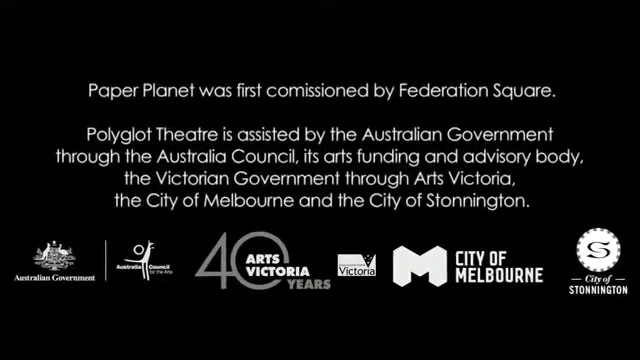 Paper Planet was first comissioned by Federation Square.
Polyglot Theatre is assisted by the Australian Government
through the Australia Council, its arts funding and advisory body,
the Victorian Government through Arts Victoria,
the City of Melbourne and the City of Stonnington.
Australian Government
Australia Council
for the Arts
40
ARTS
VICTORIA
YEARS
Victoria
CITY OF
MELBOURNE
S
City of
STONNINGTON